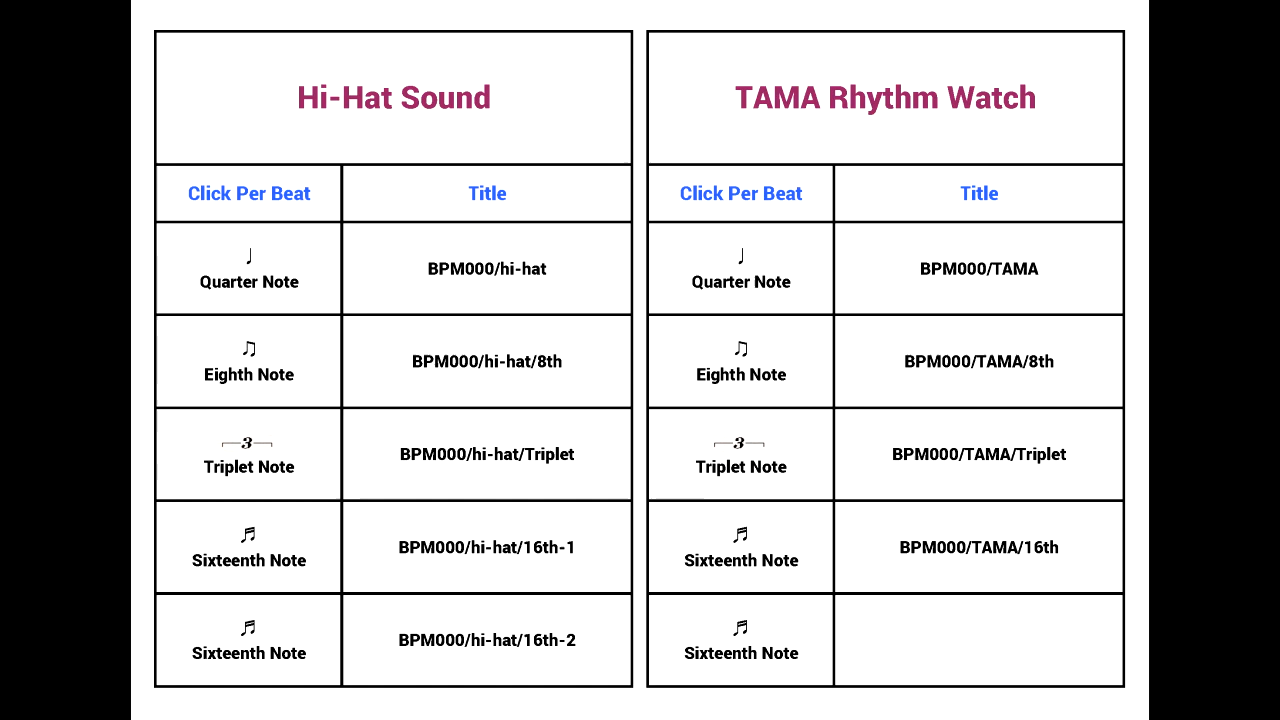 Hi-Hat Sound
Click Per Beat Title
♩
Quarter Note
BPM000/hi-hat
♫
Eighth Note
BPM000/hi-hat/8th
3
Triplet Note
BPM000/hi-hat/Triplet
♬
Sixteenth Note
BPM000/hi-hat/16th-1
♬
Sixteenth Note
BPM000/hi-hat/16th-2
TAMA Rhythm Watch
Click Per Beat Title
♩
Quarter Note
BPM000/TAMA
♫
Eighth Note
BPM000/TAMA/8th
3
Triplet Note
BPM000/TAMA/Triplet
♬
Sixteenth Note
BPM000/TAMA/16th
♬
Sixteenth Note